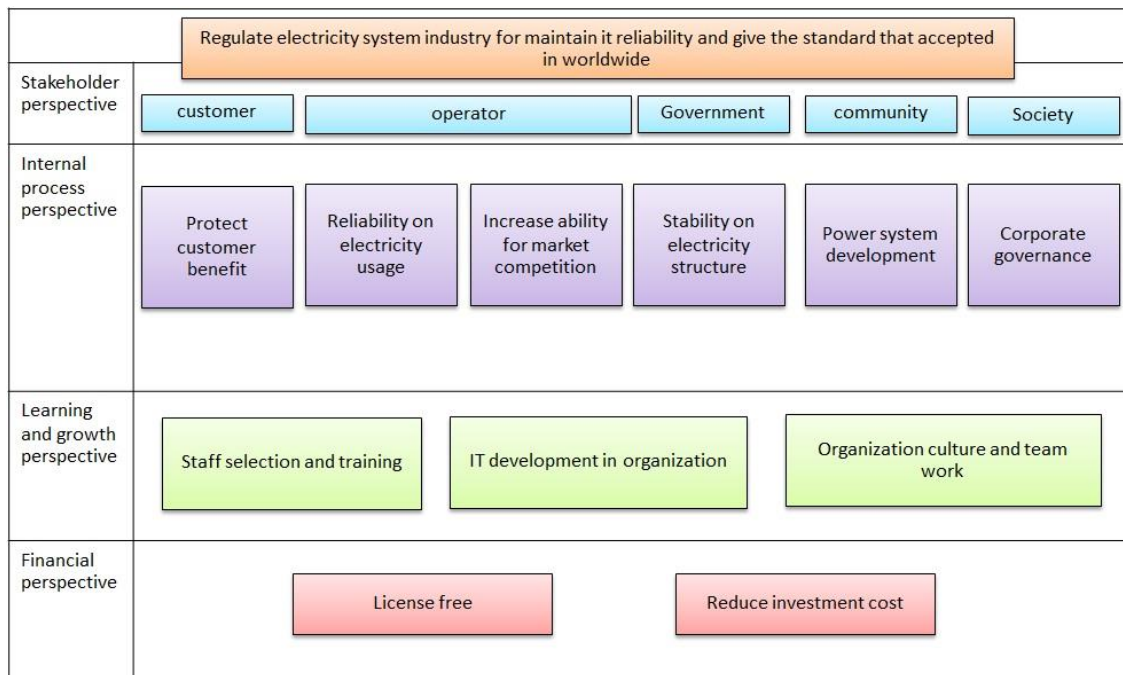 Regulate electricity system industry for maintain it reliability and give the standard that accepted
in worldwide
Stakeholder
perspective
customer
operator
Government
community
Society
Internal
process
perspective
Protect
customer
benefit
Reliability on
electricity
usage
Increase ability
for market
competition
Stability on
electricity
structure
Power system
development
Corporate
governance
Learning
and growth
perspective
Staff selection and training
IT development in organization
Organization culture and team
work
Financial
perspective
License free
Reduce investment cost